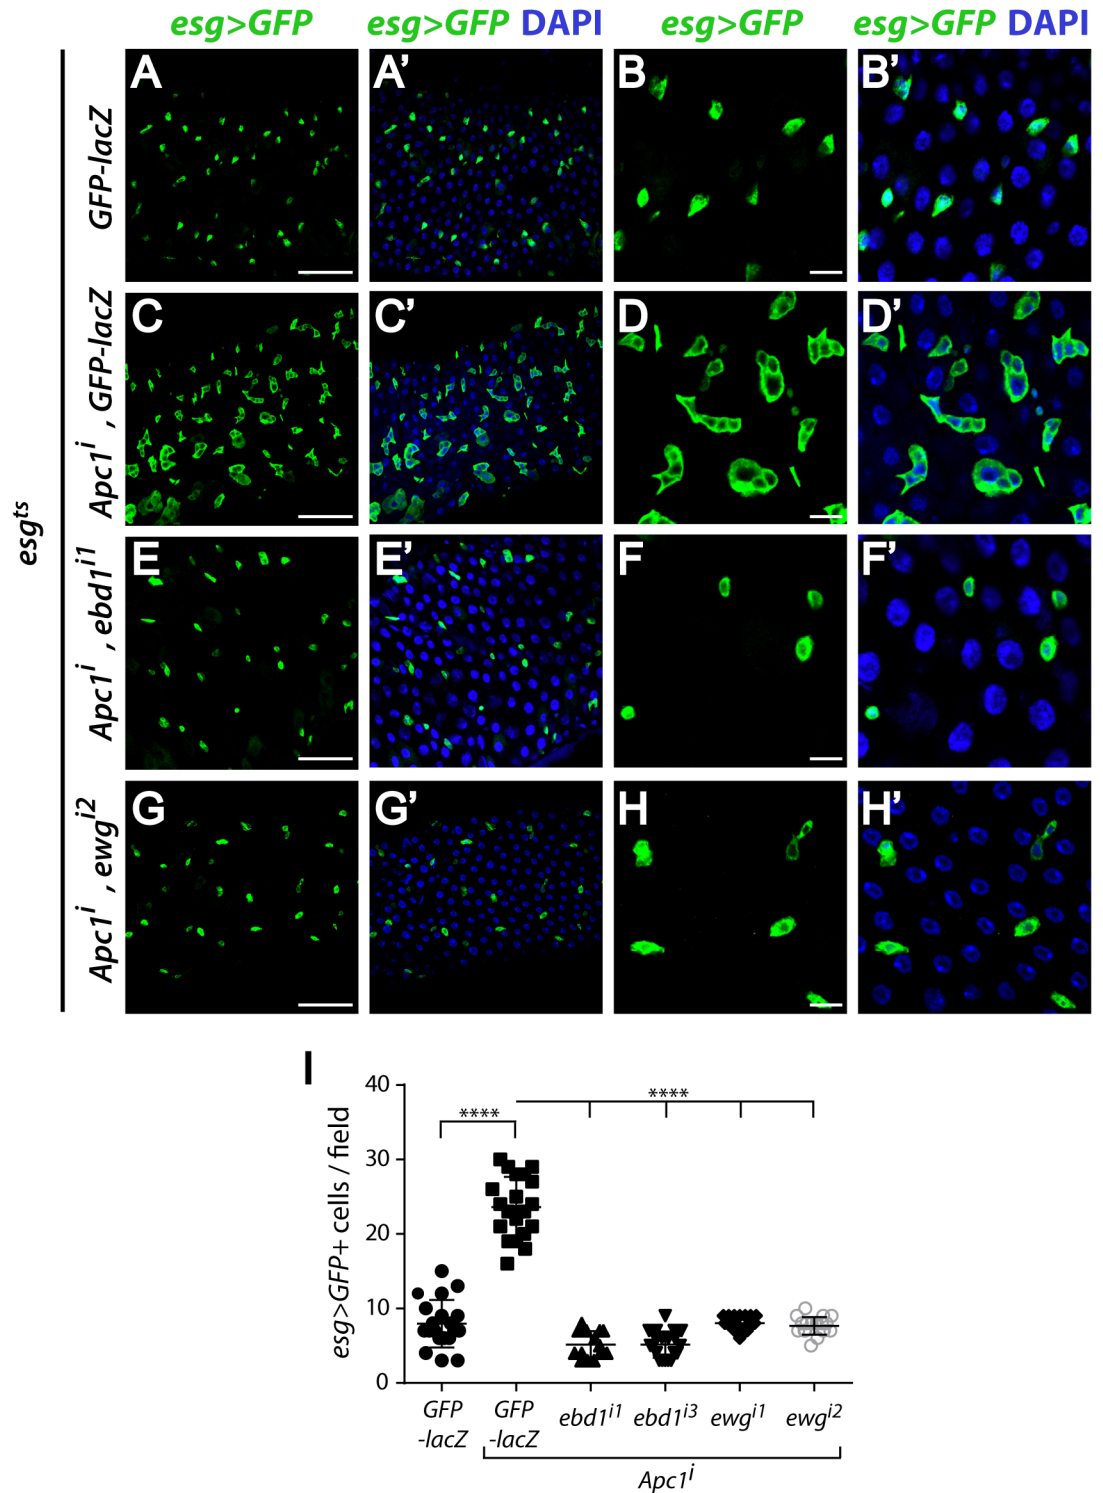 esg>GFP esg>GFP DAPI esg>GFP esg>GFP DAPI
esgts
GFP-lacZ
A A’ B B’
Apc1i , GFP-lacZ
C C’ D D’
Apc1i , ebd1i1
E E’ F F’
Apc1i , ewgi2
G G’ H H’
I
esg>GFP+ cells / field
40
30
20
10
0
****
****
GFP -lacZ
GFP -lacZ
ebd1i1
ebd1i3
ewgi1
ewgi2
Apc1i